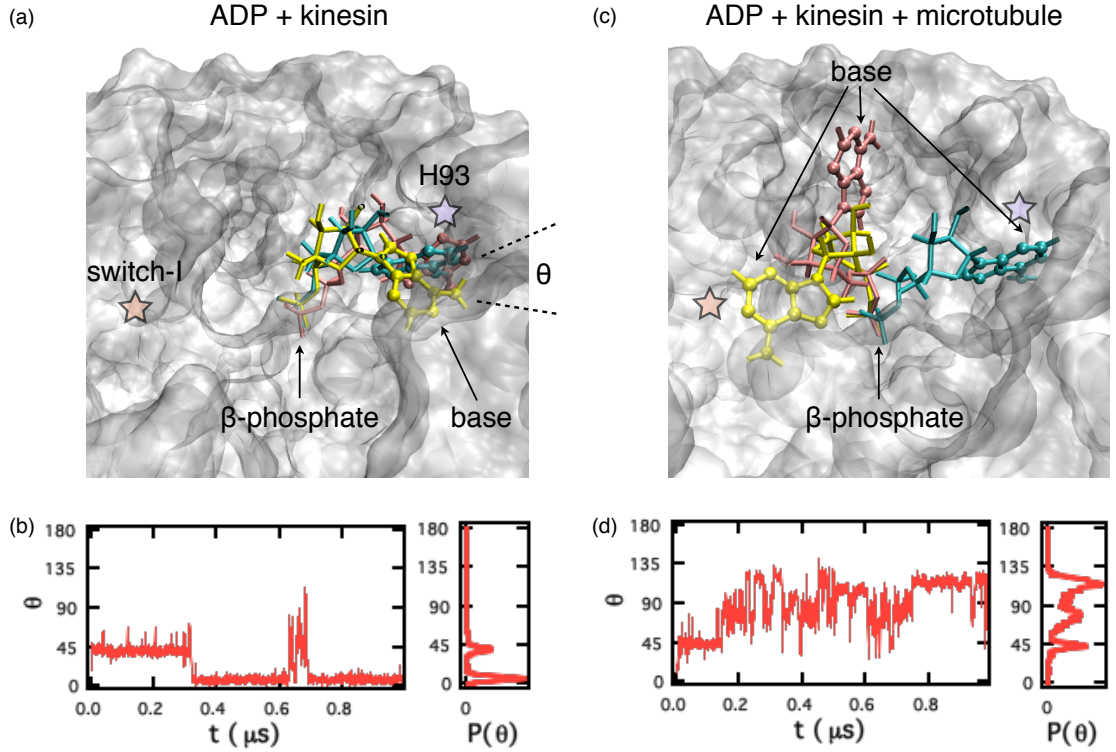 (a)
ADP + kinesin
H93
switch-I
θ
β-phosphate
base
(b)
180
135
90
45
0
θ
0.0
0.2
0.4
0.6
0.8
t ( μs)
180
135
90
45
0
0
P(θ)
(c)
ADP + kinesin + microtubule
base
β-phosphate
(d)
180
135
90
45
0
θ
0.0
0.2
0.4
0.6
0.8
t ( μs)
180
135
90
45
0
0
P(θ)